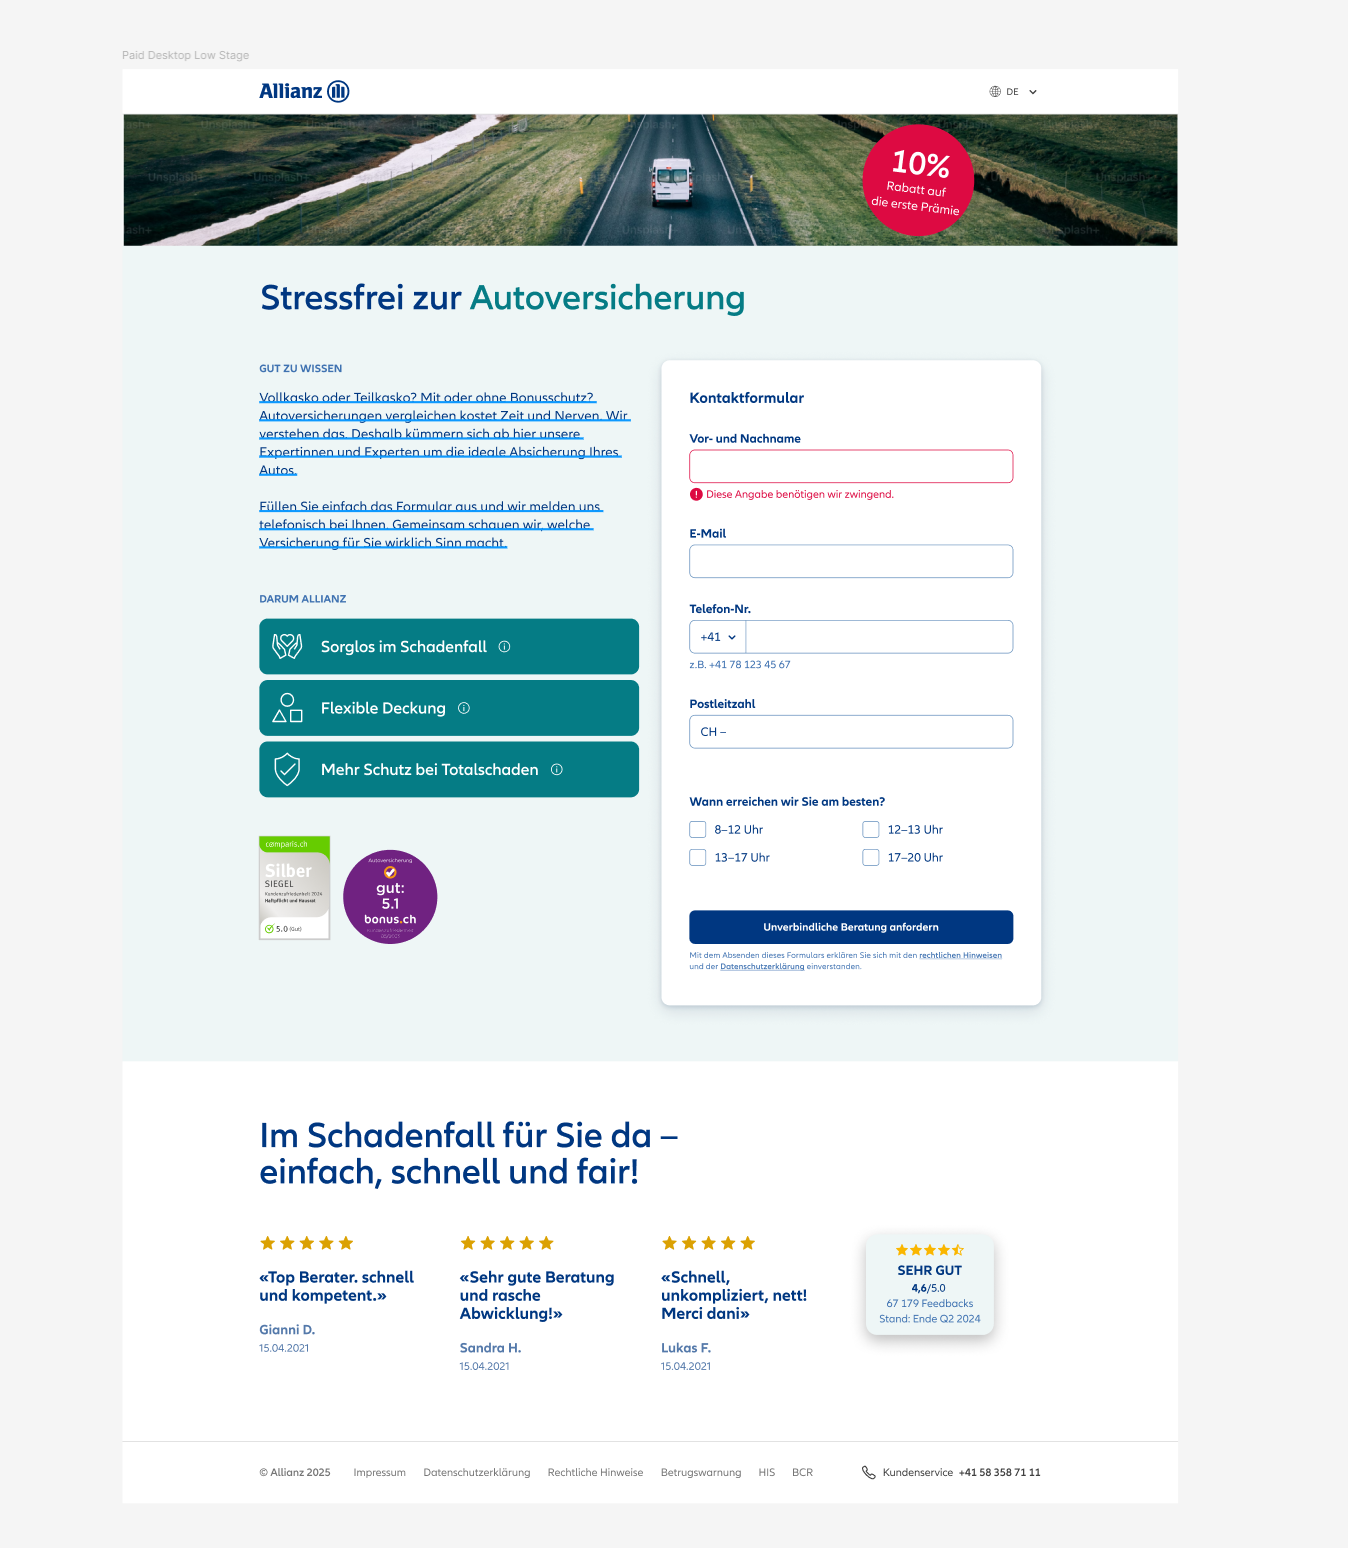 Paid Desktop Low Stage
Allianz
DE
Unsplash+
10%
Rabatt auf
die erste Prämie
Stressfrei zur Autoversicherung
GUT ZU WISSEN
Vollkasko oder Teilkasko? Mit oder ohne Bonusschutz?
Autoversicherungen vergleichen kostet Zeit und Nerven. Wir
verstehen das. Deshalb kümmern sich ab hier unsere
Expertinnen und Experten um die ideale Absicherung Ihres
Autos.
Füllen Sie einfach das Formular aus und wir melden uns
telefonisch bei Ihnen. Gemeinsam schauen wir, welche
Versicherung für Sie wirklich Sinn macht.
DARUM ALLIANZ
Sorglos im Schadenfall
Flexible Deckung
Mehr Schutz bei Totalschaden
comparis.ch
Silber
SIEGEL
Kundenzufriedenheit 2024
Haftpflicht und Hausrat
5.0 (Gut)
Autoversicherung
gut:
5.1
bonus.ch
Kontaktformular
Vor- und Nachname
Diese Angabe benötigen wir zwingend.
E-Mail
Telefon-Nr.
+41
z.B. +41 78 123 45 67
Postleitzahl
CH –
Wann erreichen wir Sie am besten?
8–12 Uhr
12–13 Uhr
13–17 Uhr
17–20 Uhr
Unverbindliche Beratung anfordern
Mit dem Absenden dieses Formulars erklären Sie sich mit den rechtlichen Hinweisen
und der Datenschutzerklärung einverstanden.
Im Schadenfall für Sie da –
einfach, schnell und fair!
«Top Berater. schnell
und kompetent.»
Gianni D.
15.04.2021
«Sehr gute Beratung
und rasche
Abwicklung!»
Sandra H.
15.04.2021
«Schnell,
unkompliziert, nett!
Merci dani»
Lukas F.
15.04.2021
SEHR GUT
4,6/5.0
67 179 Feedbacks
Stand: Ende Q2 2024
© Allianz 2025
Impressum
Datenschutzerklärung
Rechtliche Hinweise
Betrugswarnung
HIS
BCR
Kundenservice +41 58 358 71 11